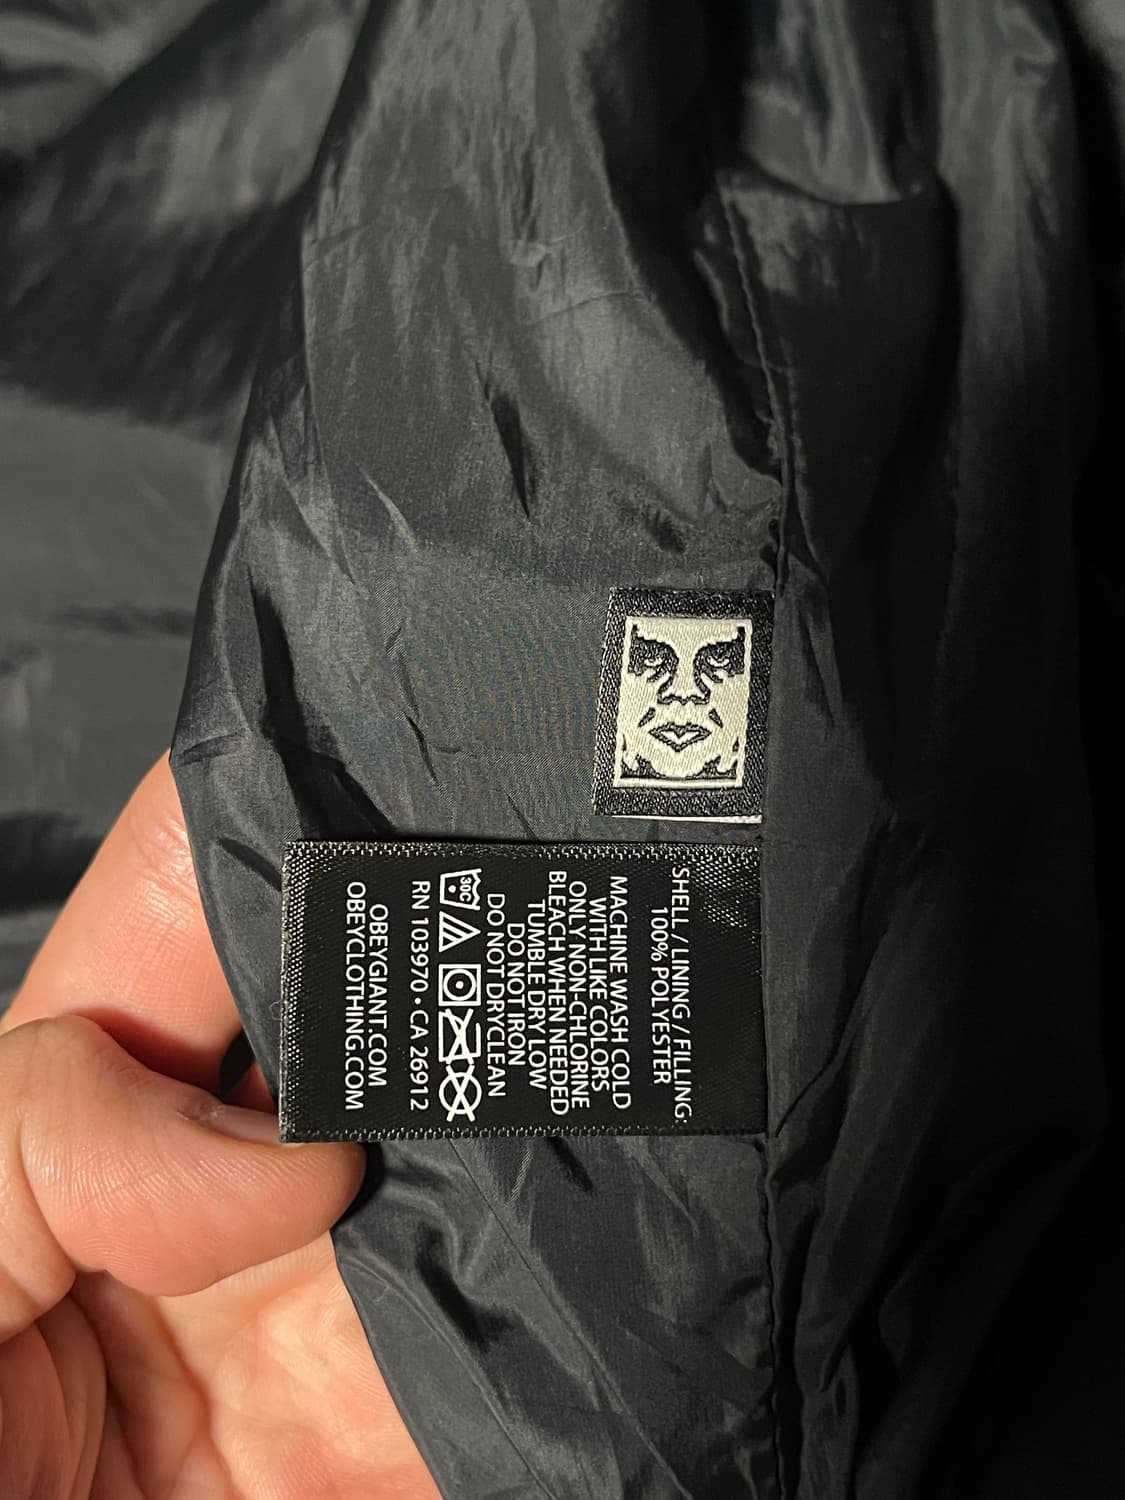 SHELL / LINING / FILLING:
100% POLYESTER
MACHINE WASH COLD
WITH LIKE COLORS
ONLY NON-CHLORINE
BLEACH WHEN NEEDED
TUMBLE DRY LOW
DO NOT IRON
DO NOT DRYCLEAN
30C
RN 103970 • CA 26912
OBEYGIANT.COM
OBEYCLOTHING.COM